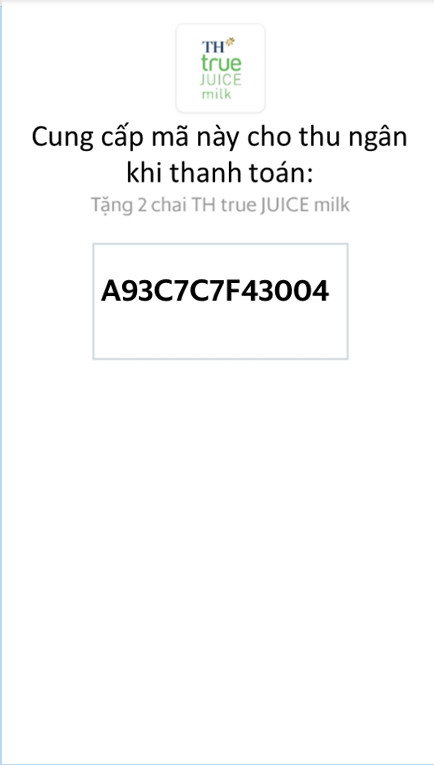 TH
true
JUICE
milk
Cung cấp mã này cho thu ngân
khi thanh toán:
Tặng 2 chai TH true JUICE milk
A93C7C7F43004